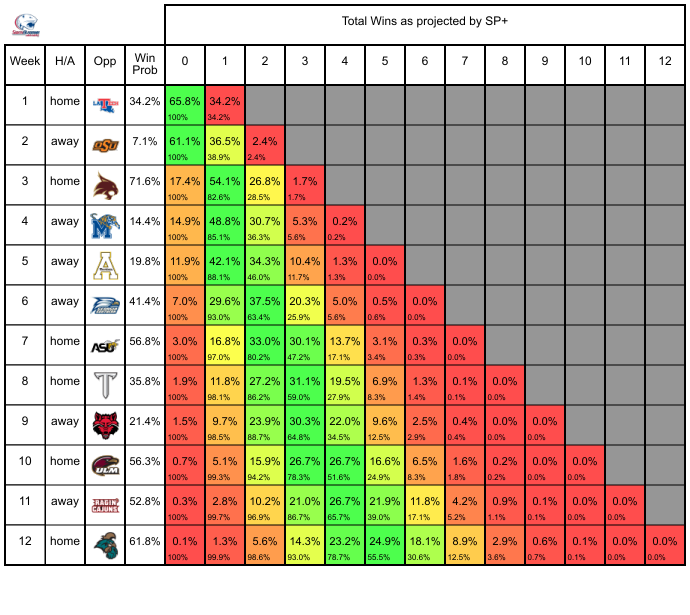 Total Wins as projected by SP+
Week H/A Opp Win Prob 0 1 2 3 4 5 6 7 8 9 10 11 12
1 home LA TECH 34.2% 65.8% 34.2%
100% 34.2%
2 away OSU 7.1% 61.1% 36.5% 2.4%
100% 38.9% 2.4%
3 home 71.6% 17.4% 54.1% 26.8% 1.7%
100% 82.6% 28.5% 1.7%
4 away M 14.4% 14.9% 48.8% 30.7% 5.3% 0.2%
100% 85.1% 36.3% 5.6% 0.2%
5 away A 19.8% 11.9% 42.1% 34.3% 10.4% 1.3% 0.0%
100% 88.1% 46.0% 11.7% 1.3% 0.0%
6 away 41.4% 7.0% 29.6% 37.5% 20.3% 5.0% 0.5% 0.0%
100% 93.0% 63.4% 25.9% 5.6% 0.6% 0.0%
7 home ASU 56.8% 3.0% 16.8% 33.0% 30.1% 13.7% 3.1% 0.3% 0.0%
100% 97.0% 80.2% 47.2% 17.1% 3.4% 0.3% 0.0%
8 home T 35.8% 1.9% 11.8% 27.2% 31.1% 19.5% 6.9% 1.3% 0.1% 0.0%
100% 98.1% 86.2% 59.0% 27.9% 8.3% 1.4% 0.1% 0.0%
9 away 21.4% 1.5% 9.7% 23.9% 30.3% 22.0% 9.6% 2.5% 0.4% 0.0% 0.0%
100% 98.5% 88.7% 64.8% 34.5% 12.5% 2.9% 0.4% 0.0% 0.0%
10 home ULM 56.3% 0.7% 5.1% 15.9% 26.7% 26.7% 16.6% 6.5% 1.6% 0.2% 0.0% 0.0%
100% 99.3% 94.2% 78.3% 51.6% 24.9% 8.3% 1.8% 0.2% 0.0% 0.0%
11 away RAGIN CAJUNS 52.8% 0.3% 2.8% 10.2% 21.0% 26.7% 21.9% 11.8% 4.2% 0.9% 0.1% 0.0% 0.0%
100% 99.7% 96.9% 86.7% 65.7% 39.0% 17.1% 5.2% 1.1% 0.1% 0.0% 0.0%
12 home 61.8% 0.1% 1.3% 5.6% 14.3% 23.2% 24.9% 18.1% 8.9% 2.9% 0.6% 0.1% 0.0% 0.0%
100% 99.9% 98.6% 93.0% 78.7% 55.5% 30.6% 12.5% 3.6% 0.7% 0.1% 0.0% 0.0%